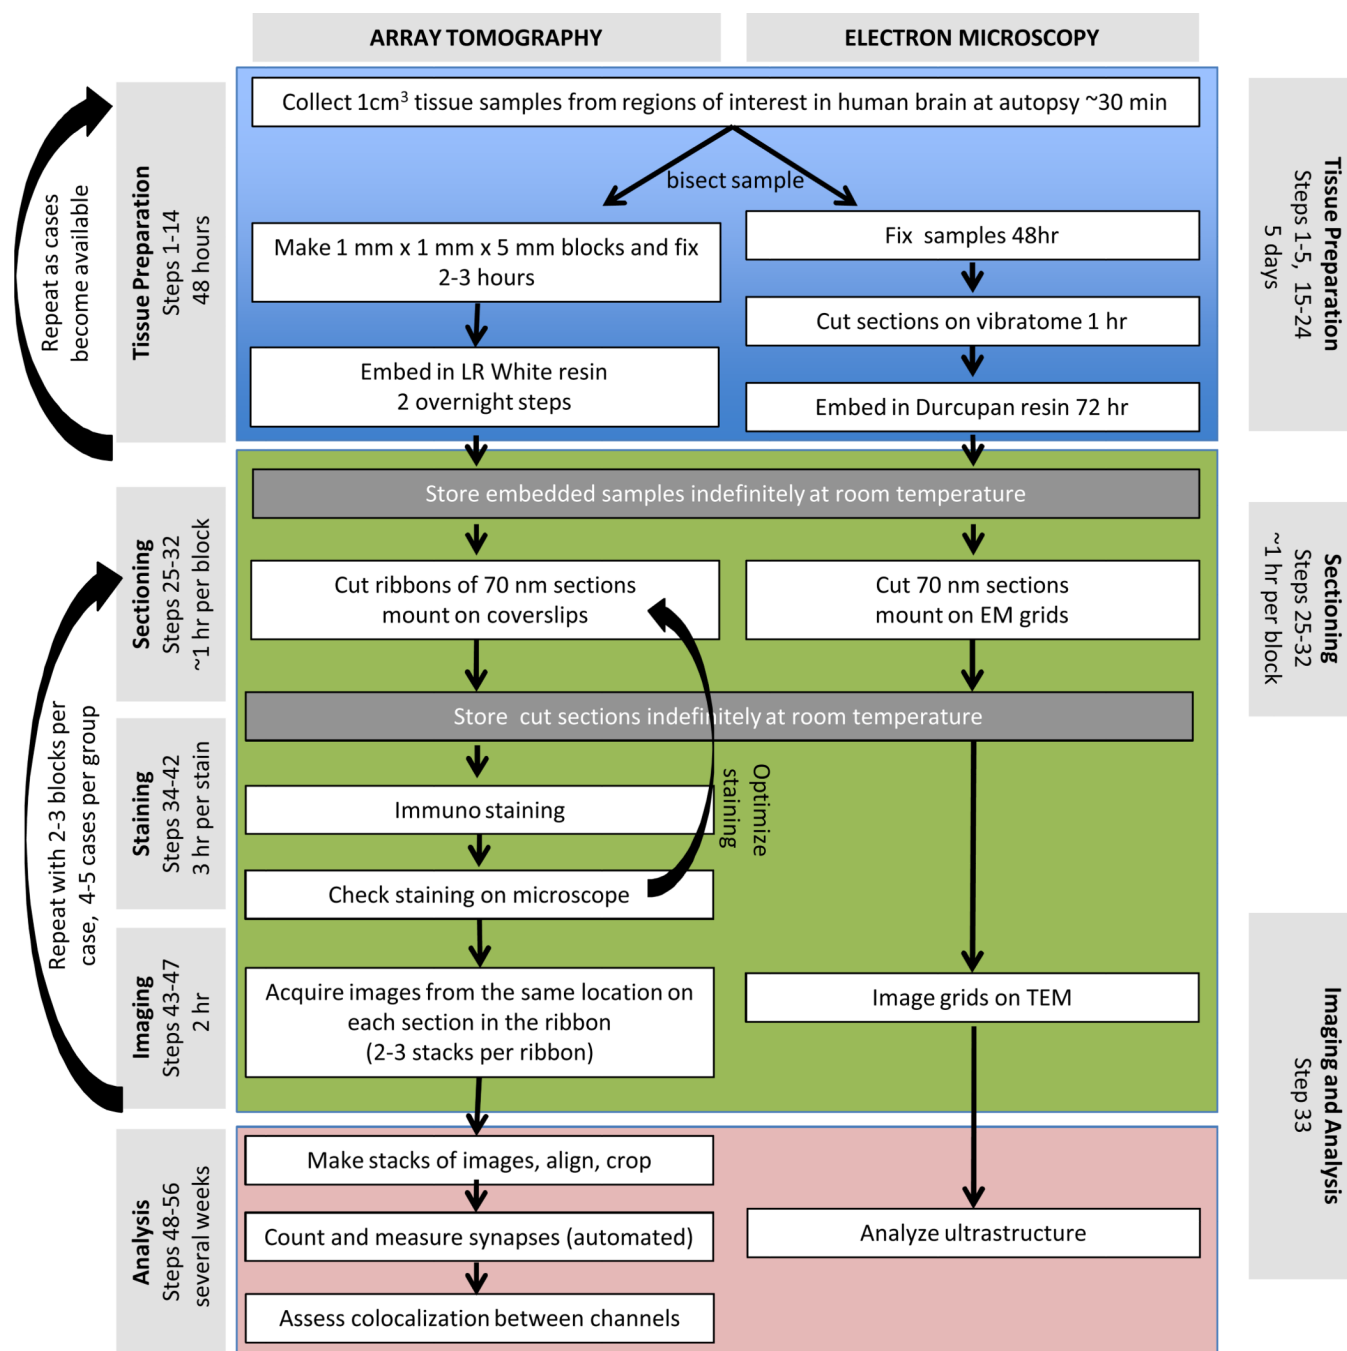 ARRAY TOMOGRAPHY
ELECTRON MICROSCOPY
Collect 1cm³ tissue samples from regions of interest in human brain at autopsy ~30 min
bisect sample
Make 1 mm x 1 mm x 5 mm blocks and fix
2-3 hours
Embed in LR White resin
2 overnight steps
Fix samples 48hr
Cut sections on vibratome 1 hr
Embed in Durcupan resin 72 hr
Repeat as cases
become available
Tissue Preparation
Steps 1-14
48 hours
Tissue Preparation
Steps 1-5, 15-24
5 days
Store embedded samples indefinitely at room temperature
Cut ribbons of 70 nm sections
mount on coverslips
Cut 70 nm sections
mount on EM grids
Store cut sections indefinitely at room temperature
Immuno staining
Check staining on microscope
Optimize
staining
Acquire images from the same location on
each section in the ribbon
(2-3 stacks per ribbon)
Image grids on TEM
Repeat with 2-3 blocks per
case, 4-5 cases per group
Sectioning
Steps 25-32
~1 hr per block
Staining
Steps 34-42
3 hr per stain
Imaging
Steps 43-47
2 hr
Sectioning
Steps 25-32
~1 hr per block
Make stacks of images, align, crop
Count and measure synapses (automated)
Assess colocalization between channels
Analyze ultrastructure
Analysis
Steps 48-56
several weeks
Imaging and Analysis
Step 33